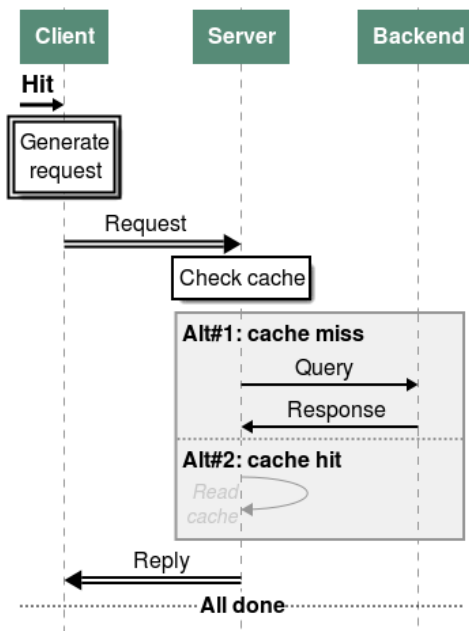 Client Server Backend
Hit
Generate
request
Request
Check cache
Alt#1: cache miss
Query
Response
Alt#2: cache hit
Read
cache
Reply
All done